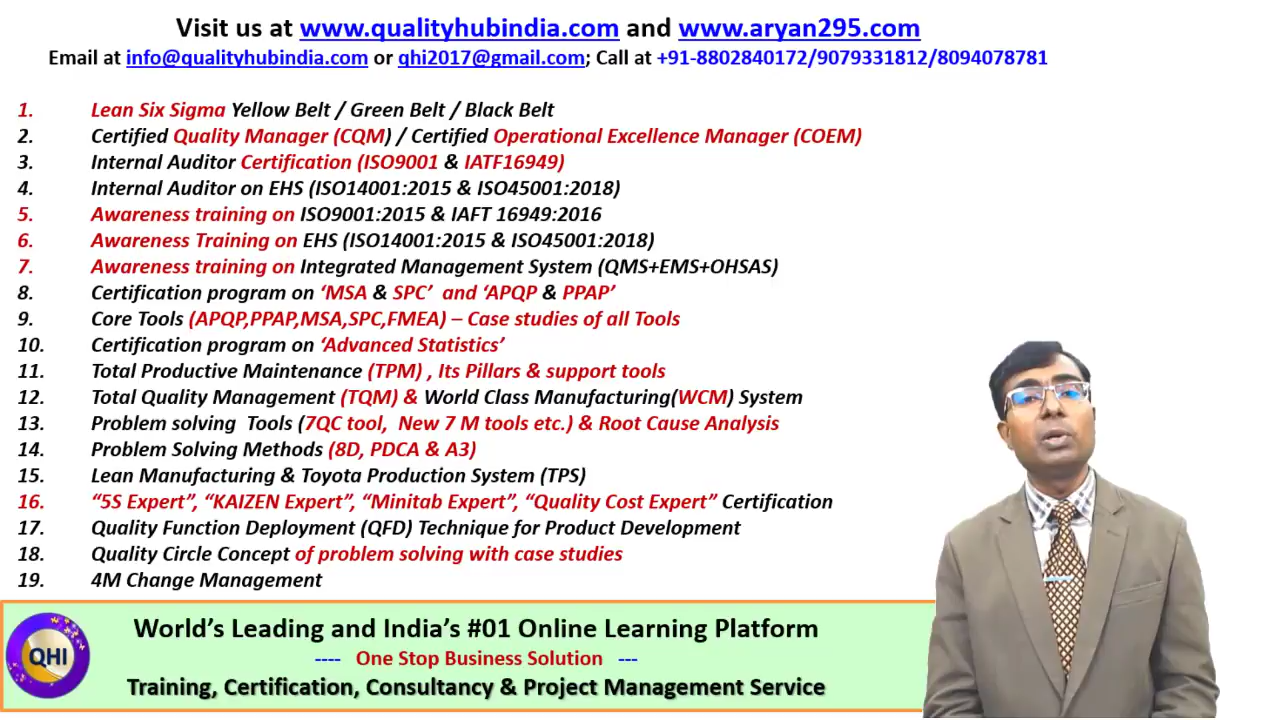 Visit us at www.qualityhubindia.com and www.aryan295.com
Email at info@qualityhubindia.com or qhi2017@gmail.com; Call at +91-8802840172/9079331812/8094078781
1. Lean Six Sigma Yellow Belt / Green Belt / Black Belt
2. Certified Quality Manager (CQM) / Certified Operational Excellence Manager (COEM)
3. Internal Auditor Certification (ISO9001 & IATF16949)
4. Internal Auditor on EHS (ISO14001:2015 & ISO45001:2018)
5. Awareness training on ISO9001:2015 & IAFT 16949:2016
6. Awareness Training on EHS (ISO14001:2015 & ISO45001:2018)
7. Awareness training on Integrated Management System (QMS+EMS+OHSAS)
8. Certification program on ‘MSA & SPC’ and ‘APQP & PPAP’
9. Core Tools (APQP,PPAP,MSA,SPC,FMEA) – Case studies of all Tools
10. Certification program on ‘Advanced Statistics’
11. Total Productive Maintenance (TPM) , Its Pillars & support tools
12. Total Quality Management (TQM) & World Class Manufacturing(WCM) System
13. Problem solving Tools (7QC tool, New 7 M tools etc.) & Root Cause Analysis
14. Problem Solving Methods (8D, PDCA & A3)
15. Lean Manufacturing & Toyota Production System (TPS)
16. “5S Expert”, “KAIZEN Expert”, “Minitab Expert”, “Quality Cost Expert” Certification
17. Quality Function Deployment (QFD) Technique for Product Development
18. Quality Circle Concept of problem solving with case studies
19. 4M Change Management
World’s Leading and India’s #01 Online Learning Platform
---- One Stop Business Solution ---
Training, Certification, Consultancy & Project Management Service
QHI